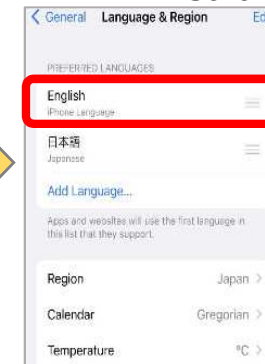 General
Language & Region
Ed
PREFERRED LANGUAGES
English
iPhone Language
日本語
Japanese
Add Language...
Apps and websites will use the first language in
this list that they support.
Region
Japan
Calendar
Gregorian
Temperature
°C